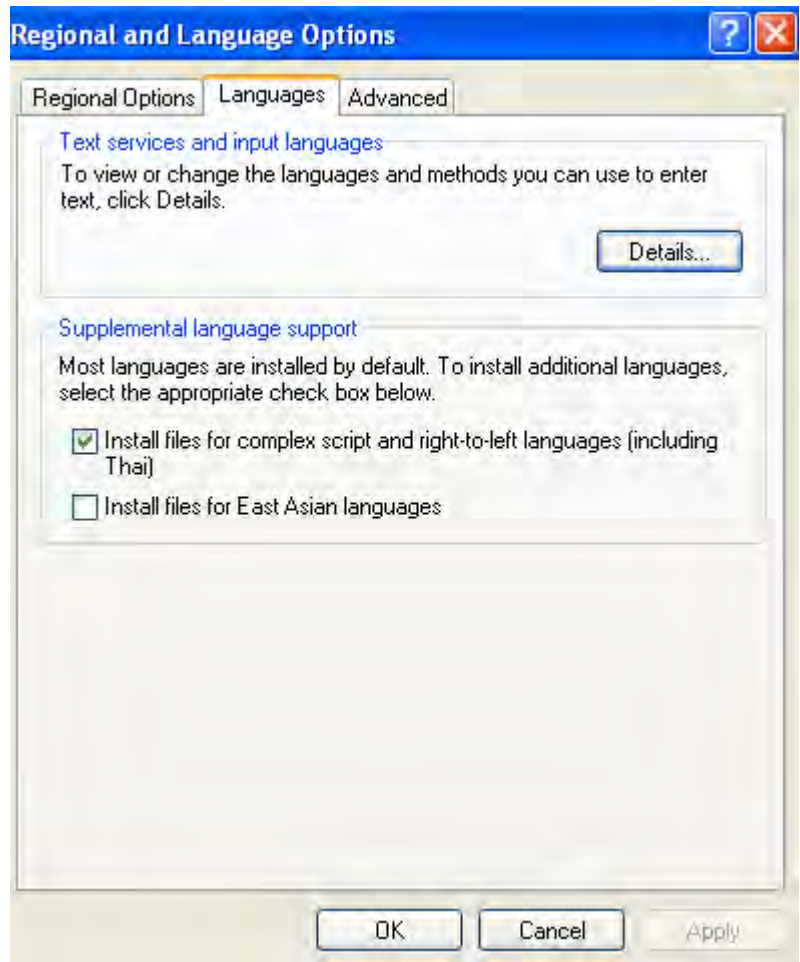 Regional and Language Options
Regional Options
Languages
Advanced
Text services and input languages
To view or change the languages and methods you can use to enter
text, click Details.
Details...
Supplemental language support
Most languages are installed by default. To install additional languages,
select the appropriate check box below.
Install files for complex script and right-to-left languages (including
Thai)
Install files for East Asian languages
OK
Cancel
Apply